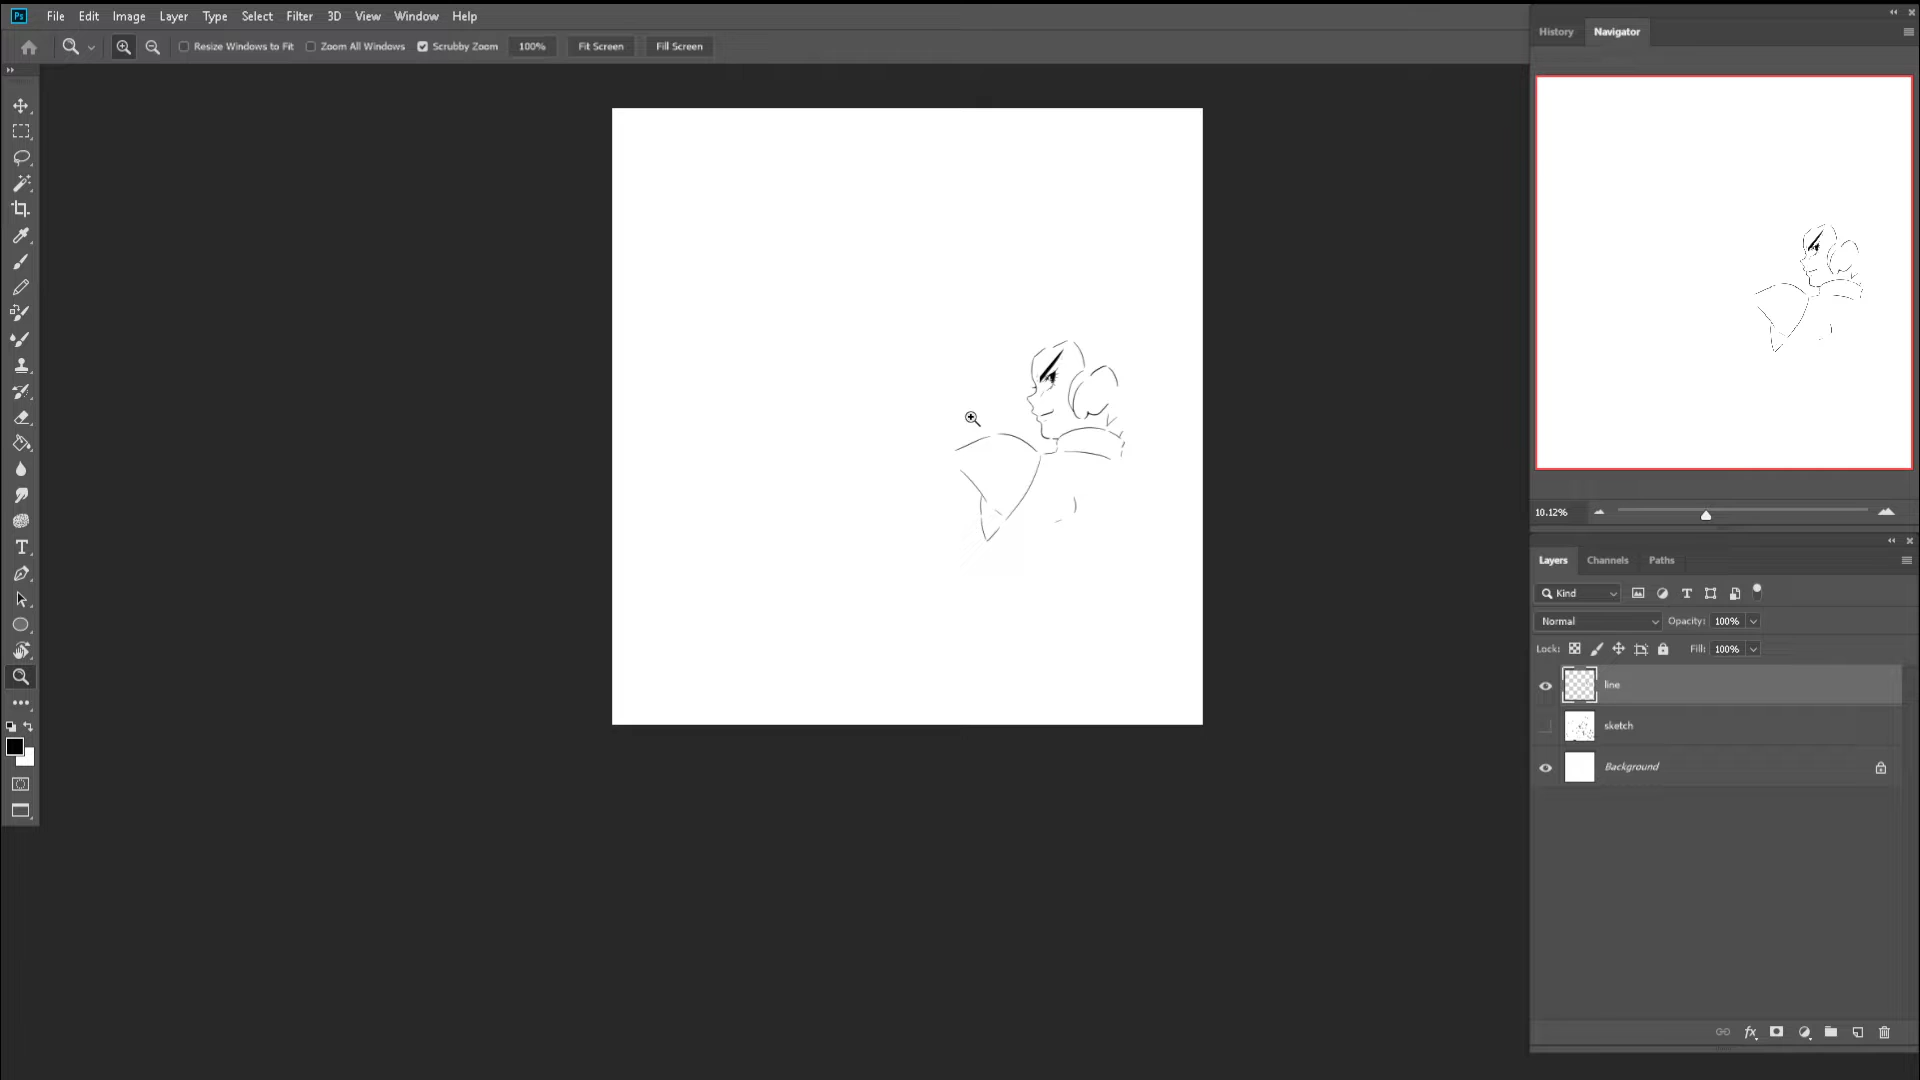 Ps File Edit Image Layer Type Select Filter 3D View Window Help
Resize Windows to Fit Zoom All Windows Scrubby Zoom 100% Fit Screen Fill Screen
History Navigator
10.12%
Layers Channels Paths
Kind
Normal Opacity: 100%
Lock: Fill: 100%
line
sketch
Background